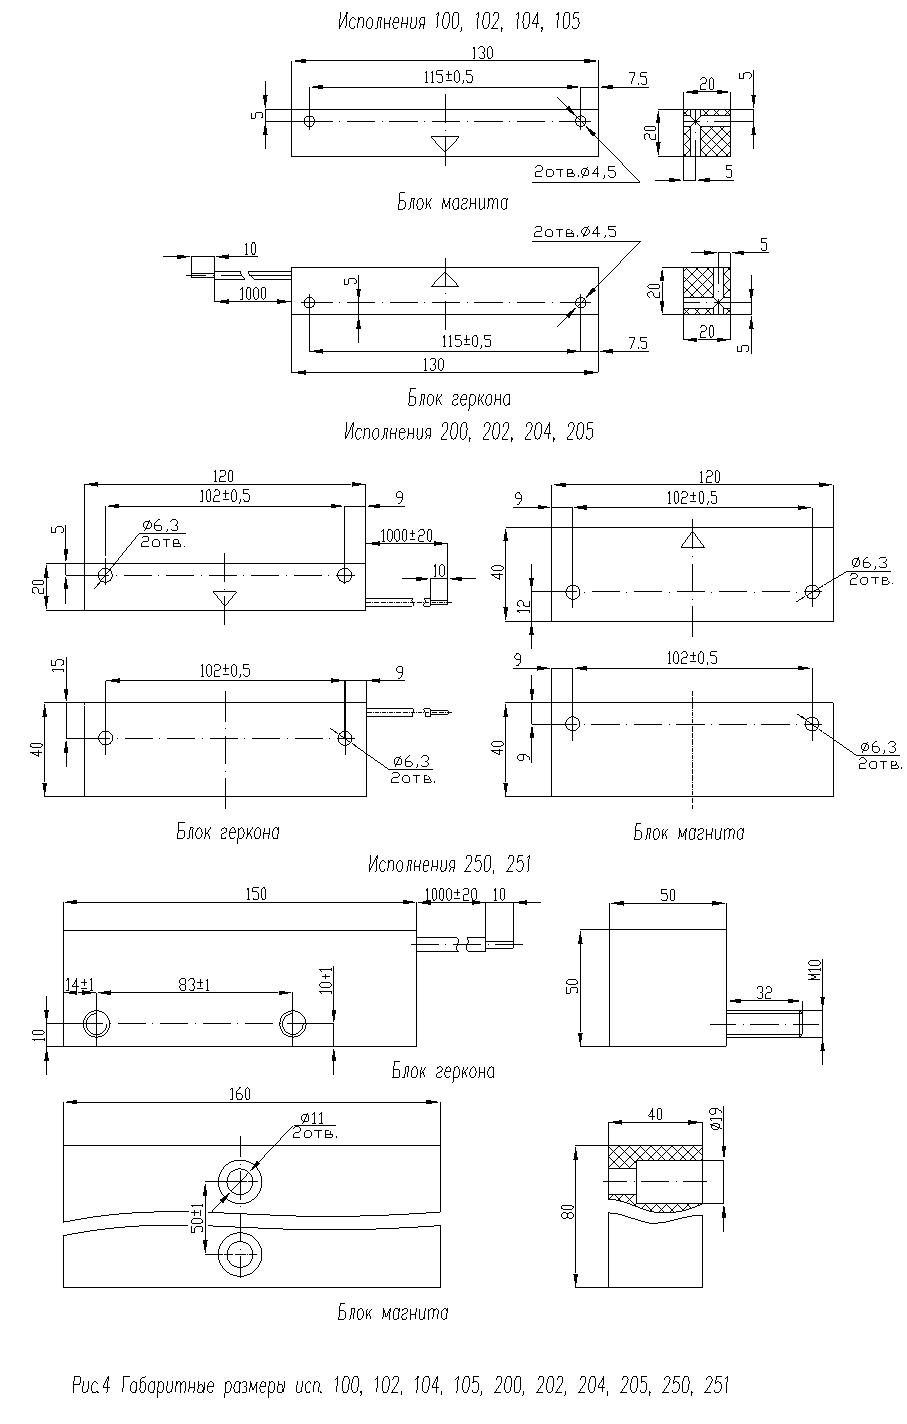 Исполнения 100, 102, 104, 105
130
115±0,5
7.5
5
20
5
20
2отв.Ø4,5
5
Блок магнита
2отв.Ø4,5
10
5
1000
5
20
20
115±0,5
7.5
5
130
Блок геркона
Исполнения 200, 202, 204, 205
120
102±0,5
9
5
Ø6,3
2отв.
1000±20
10
20
120
9
102±0,5
40
12
Ø6,3
2отв.
15
102±0,5
9
40
Ø6,3
2отв.
9
102±0,5
40
9
Ø6,3
2отв.
Блок геркона
Блок магнита
Исполнения 250, 251
150
1000±20
10
14±1
83±1
10±1
10
50
50
32
М10
Блок геркона
160
Ø11
2отв.
50±1
40
Ø19
80
Блок магнита
Рис.4 Габаритные размеры исп. 100, 102, 104, 105, 200, 202, 204, 205, 250, 251